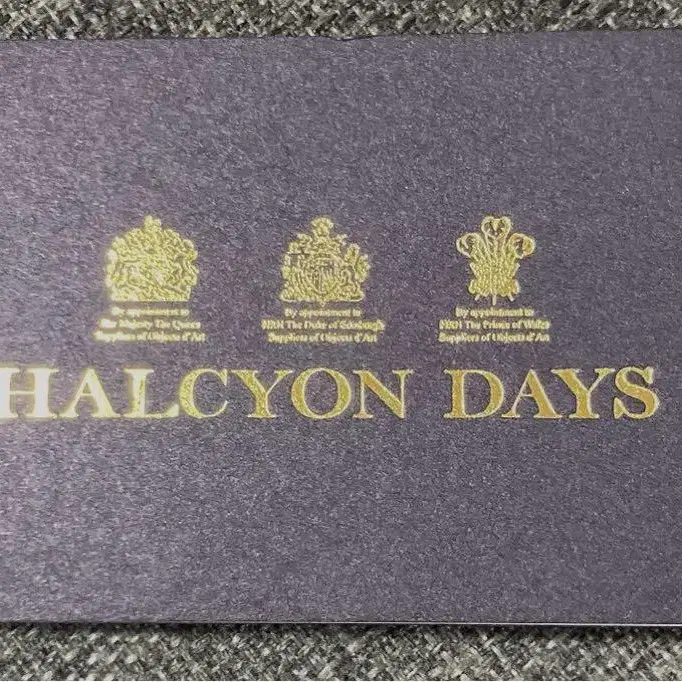 By appointment to
Her Majesty The Queen
Suppliers of Objects d'Art
By appointment to
HRH The Duke of Edinburgh
Suppliers of Objects d'Art
By appointment to
HRH The Prince of Wales
Suppliers of Objects d'Art
HALCYON DAYS